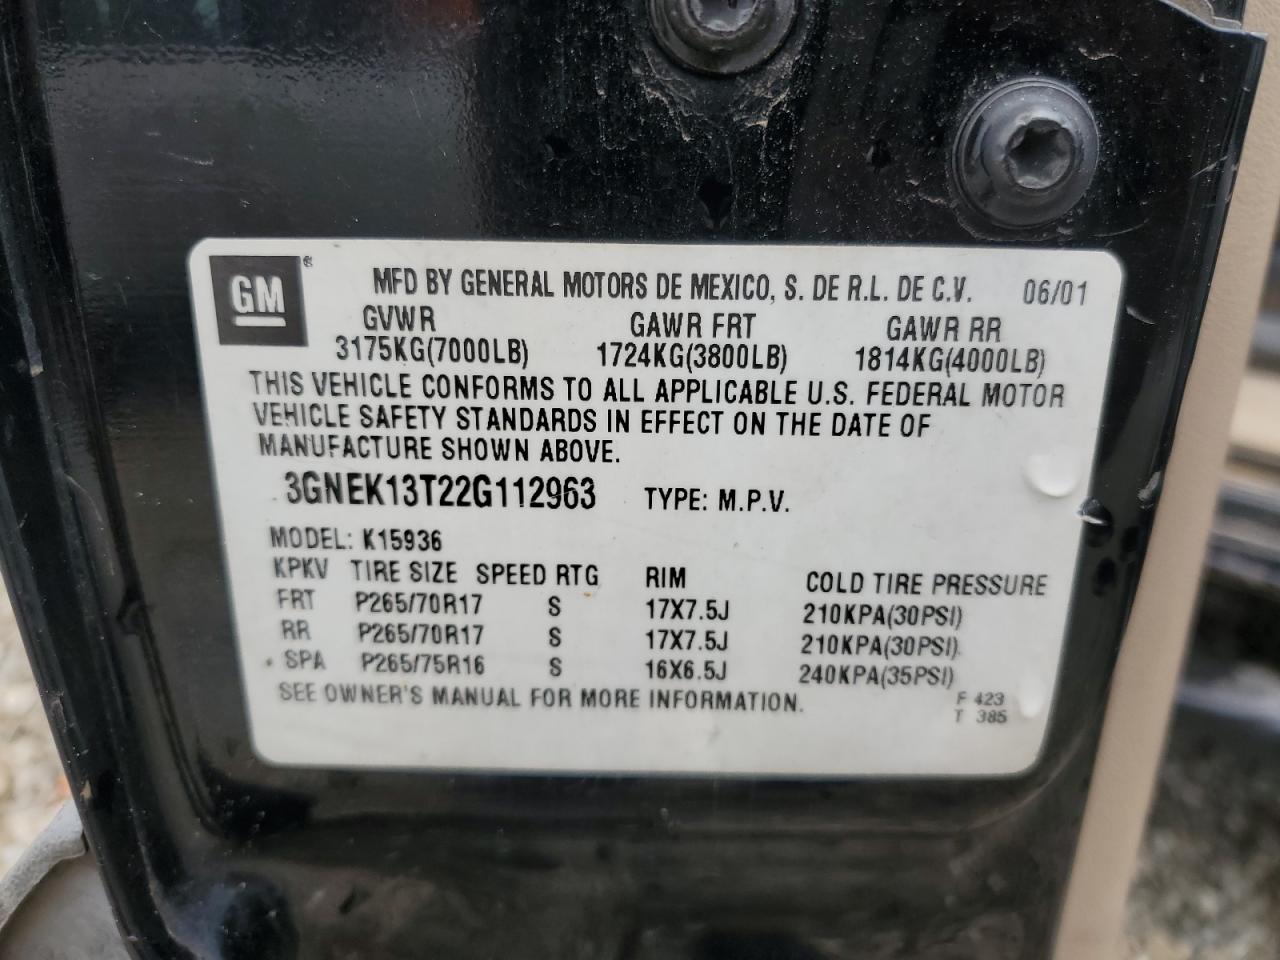 GM ® MFD BY GENERAL MOTORS DE MEXICO, S. DE R.L. DE C.V. 06/01
GVWR GAWR FRT GAWR RR
3175KG(7000LB) 1724KG(3800LB) 1814KG(4000LB)
THIS VEHICLE CONFORMS TO ALL APPLICABLE U.S. FEDERAL MOTOR
VEHICLE SAFETY STANDARDS IN EFFECT ON THE DATE OF
MANUFACTURE SHOWN ABOVE.
3GNEK13T22G112963 TYPE: M.P.V.
MODEL: K15936
KPKV TIRE SIZE SPEED RTG RIM COLD TIRE PRESSURE
FRT P265/70R17 S 17X7.5J 210KPA(30PSI)
RR P265/70R17 S 17X7.5J 210KPA(30PSI)
SPA P265/75R16 S 16X6.5J 240KPA(35PSI)
SEE OWNER'S MANUAL FOR MORE INFORMATION.
F 423
T 385